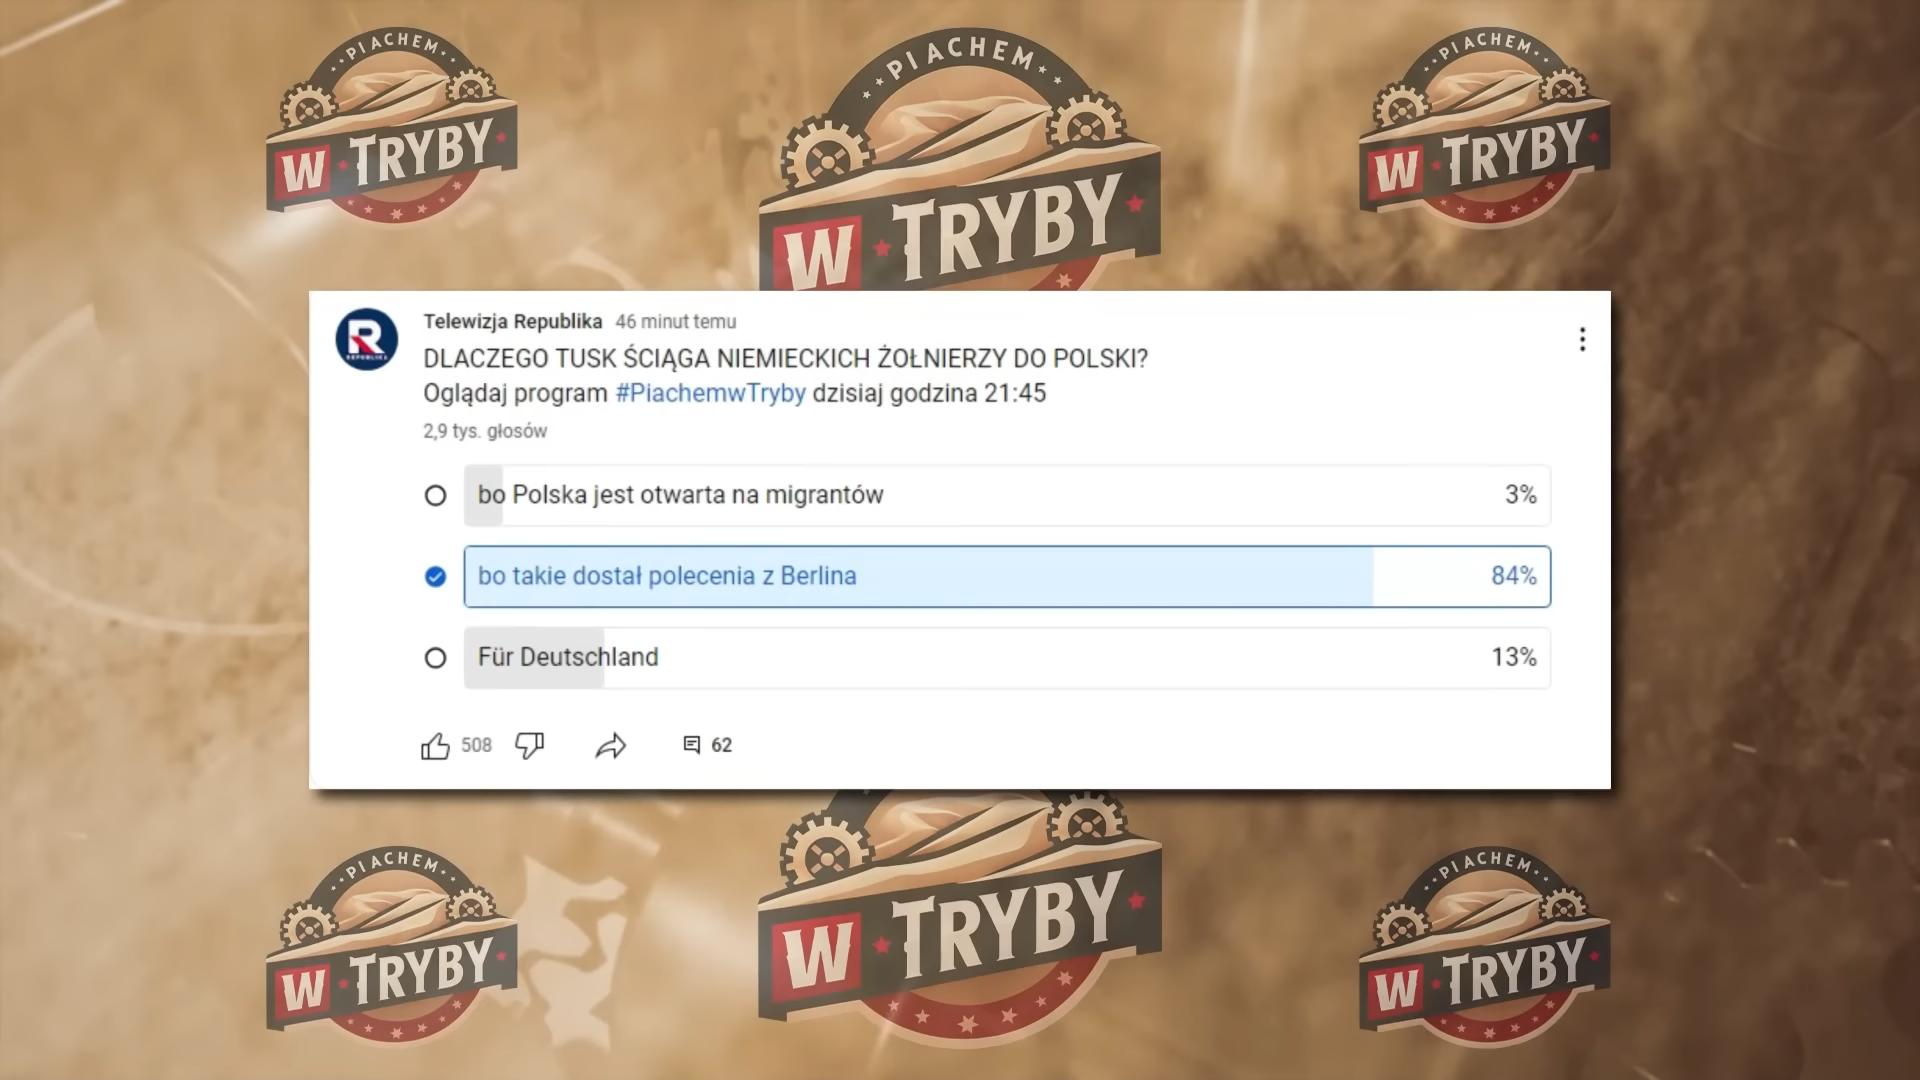 PIACHEM
W TRYBY
PIACHEM
W TRYBY
PIACHEM
W TRYBY
REPUBLIKA
Telewizja Republika 46 minut temu
DLACZEGO TUSK ŚCIĄGA NIEMIECKICH ŻOŁNIERZY DO POLSKI?
Oglądaj program #PiachemwTryby dzisiaj godzina 21:45
2,9 tys. głosów
bo Polska jest otwarta na migrantów 3%
bo takie dostał polecenia z Berlina 84%
Für Deutschland 13%
508 62
PIACHEM
W TRYBY
W TRYBY
PIACHEM
W TRYBY